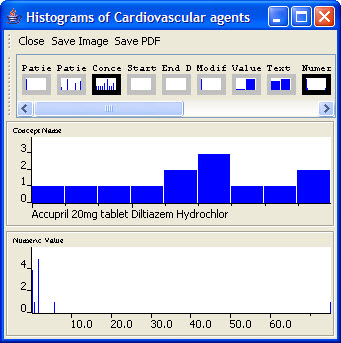 Histograms of Cardiovascular agents
Close Save Image Save PDF
Patie Patie Conce Start End D Modif Value Text Numer
Concept Name
3
2
1
0
Accupril 20mg tablet Diltiazem Hydrochlor
Numeric Value
4
2
0
10.0 20.0 30.0 40.0 50.0 60.0